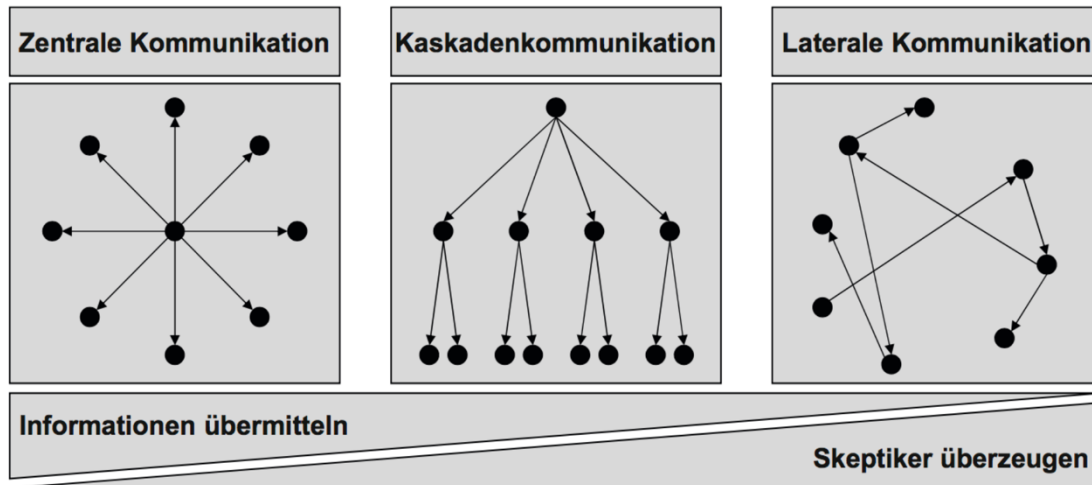 Zentrale Kommunikation
Kaskadenkommunikation
Laterale Kommunikation
Informationen übermitteln
Skeptiker überzeugen